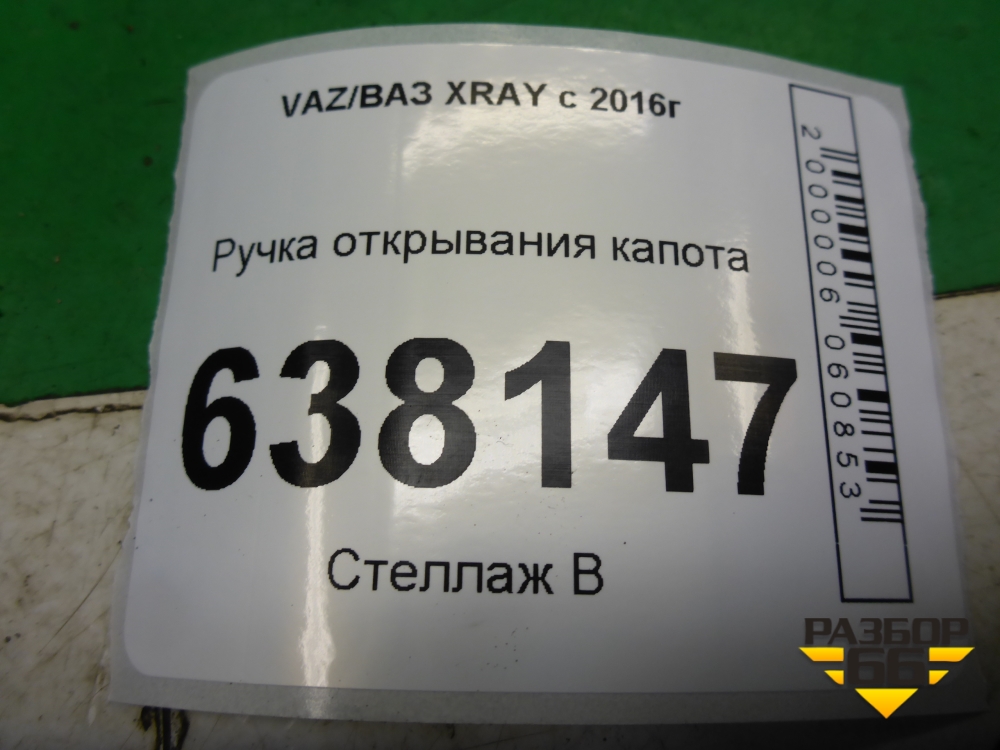 VAZ/ВАЗ XRAY с 2016г
Ручка открывания капота
638147
Стеллаж В
2000006060853
РАЗБОР
66